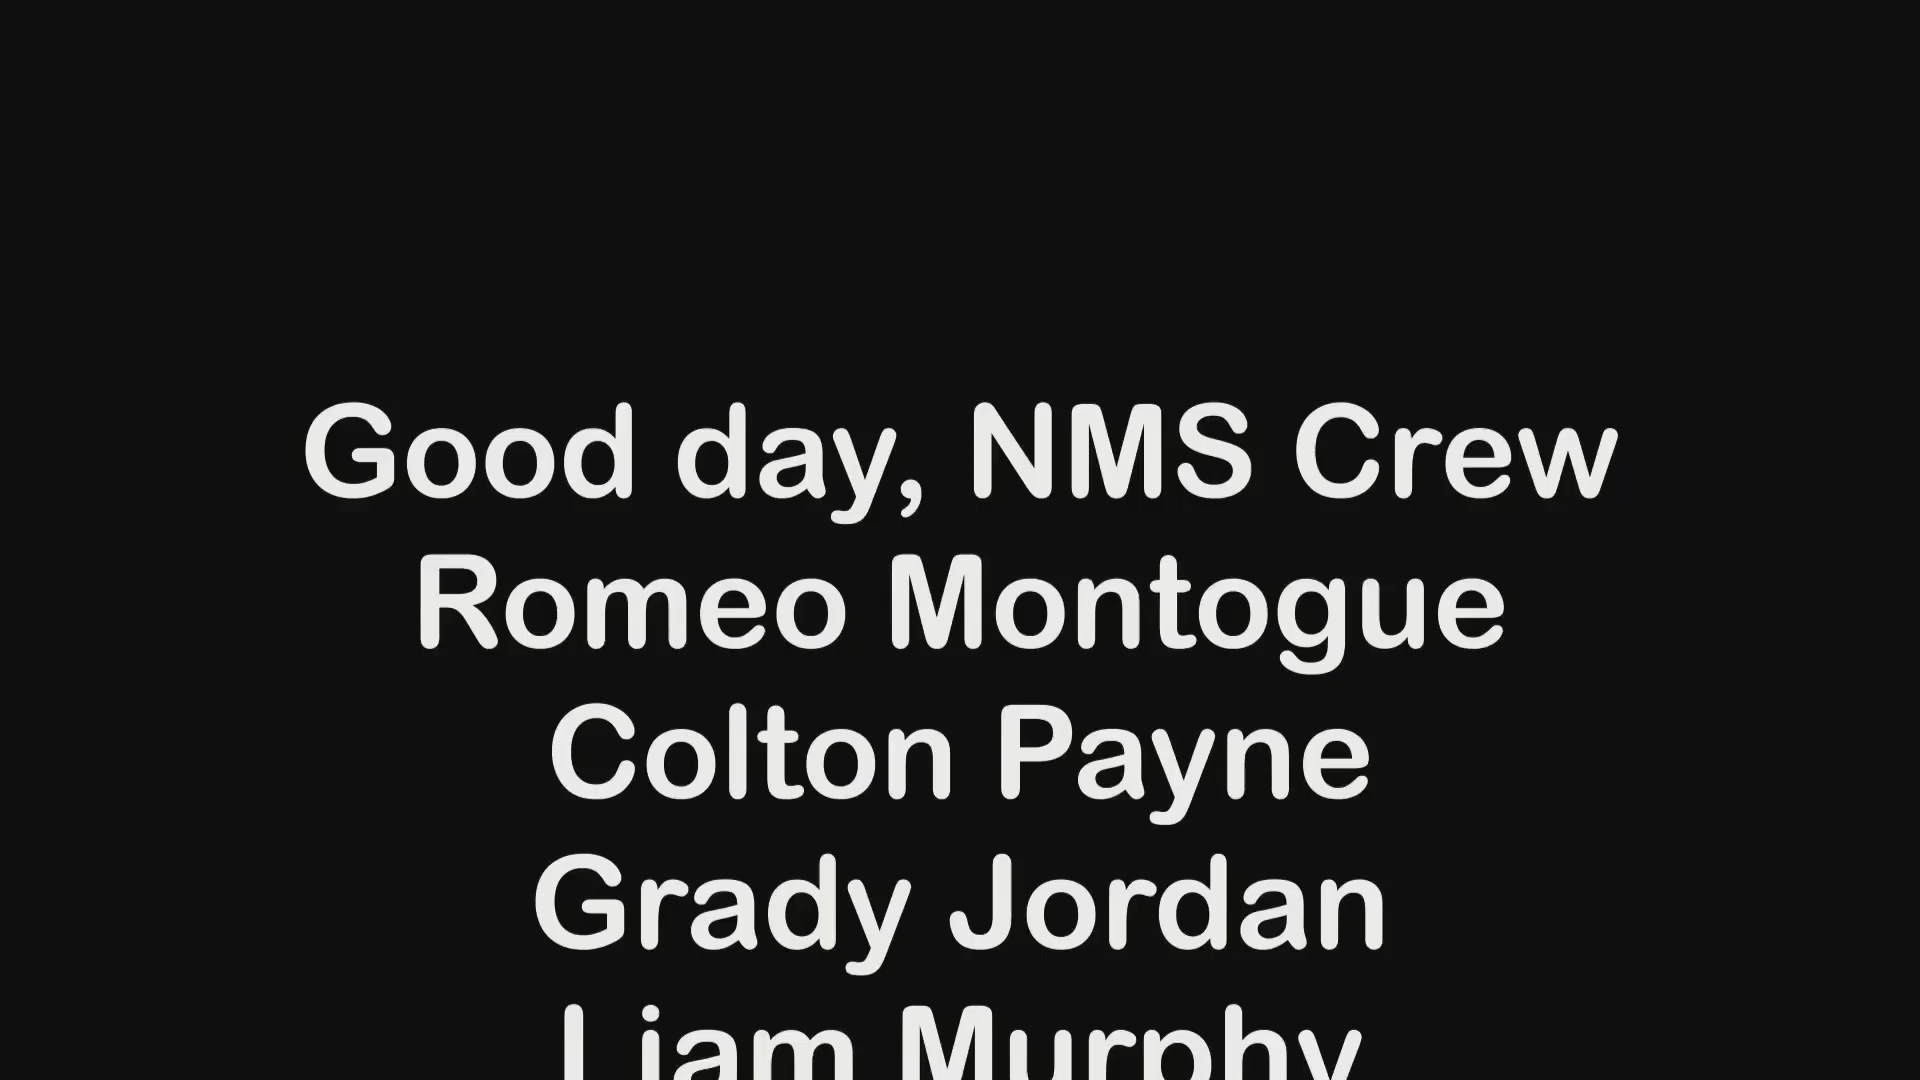 Good day, NMS Crew
Romeo Montogue
Colton Payne
Grady Jordan
Liam Murphy